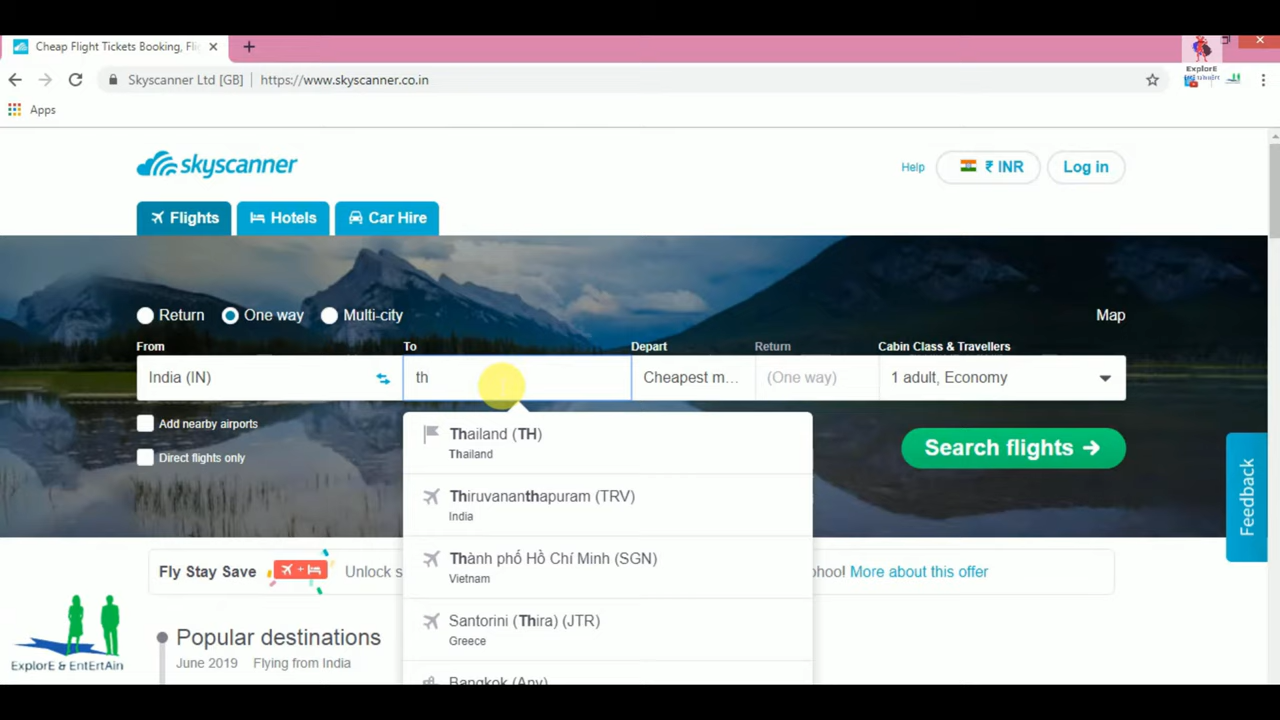 Cheap Flight Tickets Booking, Fli
Skyscanner Ltd [GB] https://www.skyscanner.co.in
ExplorE
Apps
skyscanner
Help ₹ INR Log in
Flights Hotels Car Hire
Return One way Multi-city Map
From To Depart Return Cabin Class & Travellers
India (IN) th Cheapest m... (One way) 1 adult, Economy
Add nearby airports
Direct flights only
Search flights
Thailand (TH)
Thailand
Thiruvananthapuram (TRV)
India
Thành phố Hồ Chí Minh (SGN)
Vietnam
Santorini (Thira) (JTR)
Greece
Bangkok (Any)
Feedback
Fly Stay Save Unlock s hoo! More about this offer
Popular destinations
June 2019 Flying from India
ExplorE & EntErtAin